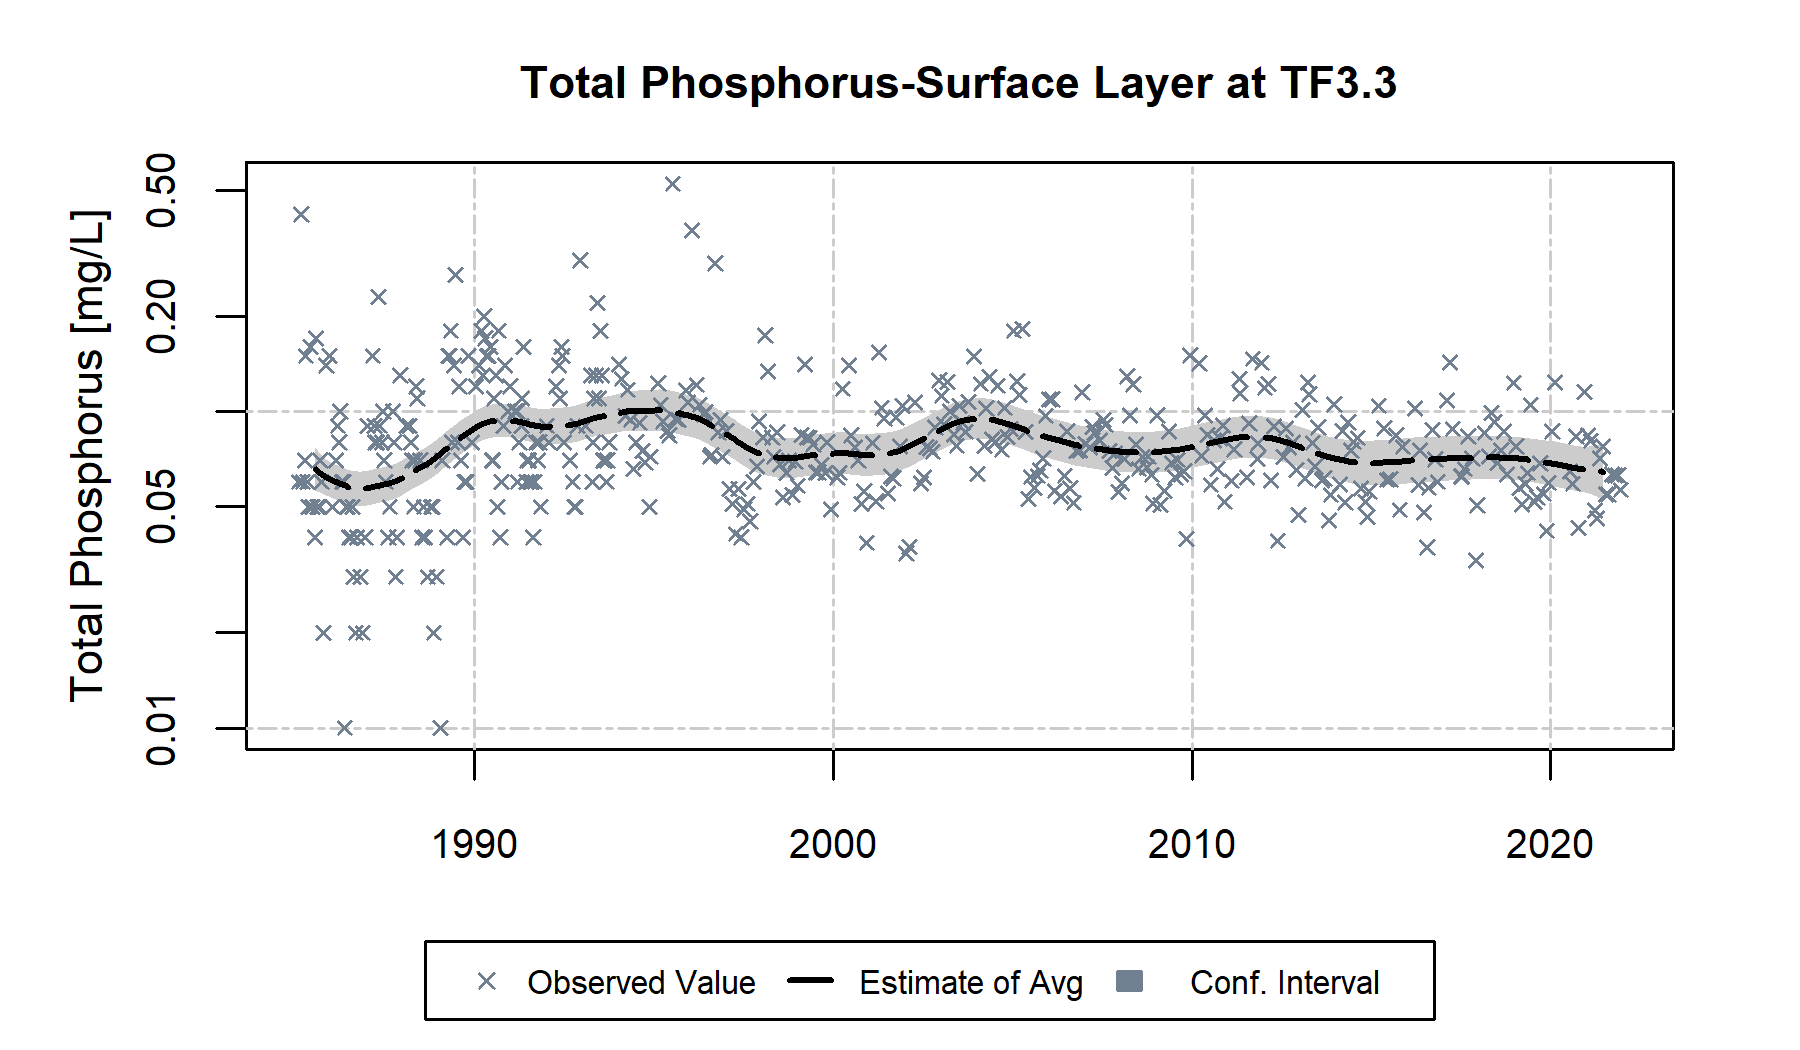 Total Phosphorus-Surface Layer at TF3.3
Total Phosphorus [mg/L]
0.50
0.20
0.05
0.01
1990 2000 2010 2020
Observed Value Estimate of Avg Conf. Interval